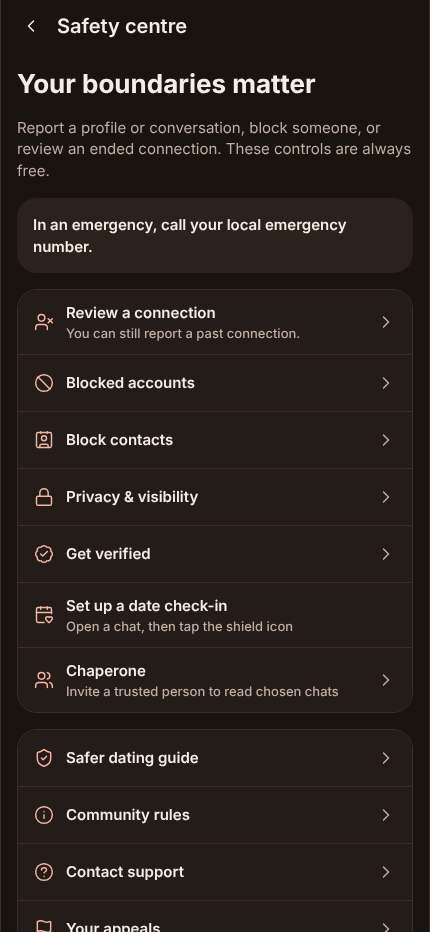 Safety centre
Your boundaries matter
Report a profile or conversation, block someone, or
review an ended connection. These controls are always
free.
In an emergency, call your local emergency
number.
Review a connection
You can still report a past connection.
Blocked accounts
Block contacts
Privacy & visibility
Get verified
Set up a date check-in
Open a chat, then tap the shield icon
Chaperone
Invite a trusted person to read chosen chats
Safer dating guide
Community rules
Contact support
Your appeals